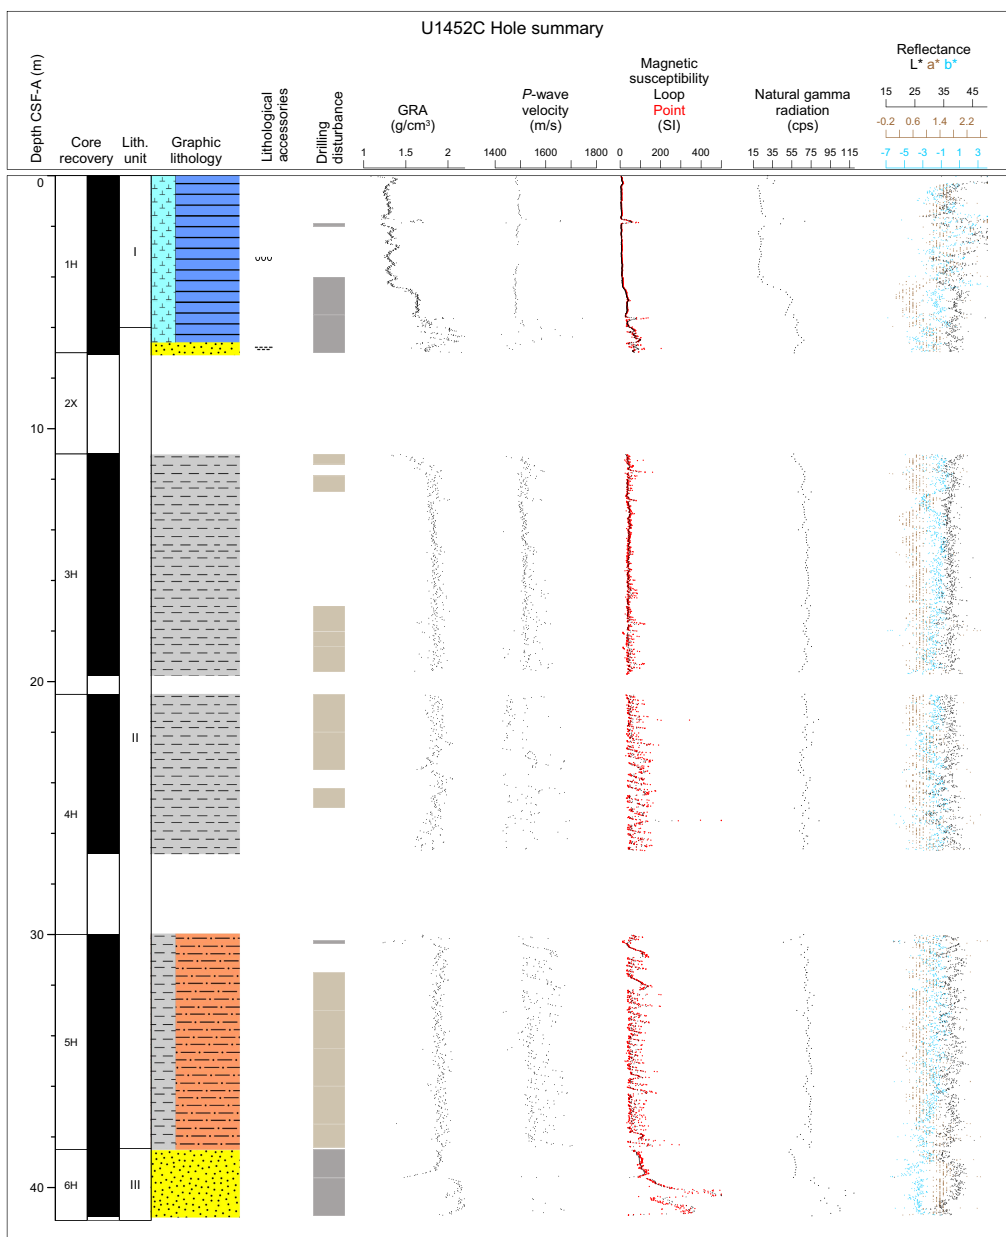 U1452C Hole summary
Depth CSF-A (m)
Core
recovery
Lith.
unit
Graphic
lithology
Lithological
accessories
Drilling
disturbance
GRA
(g/cm³)
1 1.5 2
P-wave
velocity
(m/s)
1400 1600 1800
Magnetic
susceptibility
Loop
Point
(SI)
0 200 400
Natural gamma
radiation
(cps)
15 35 55 75 95 115
Reflectance
L* a* b*
15 25 35 45
-0.2 0.6 1.4 2.2
-7 -5 -3 -1 1 3
0
1H
I
2X
10
3H
20
II
4H
30
5H
40
6H
III